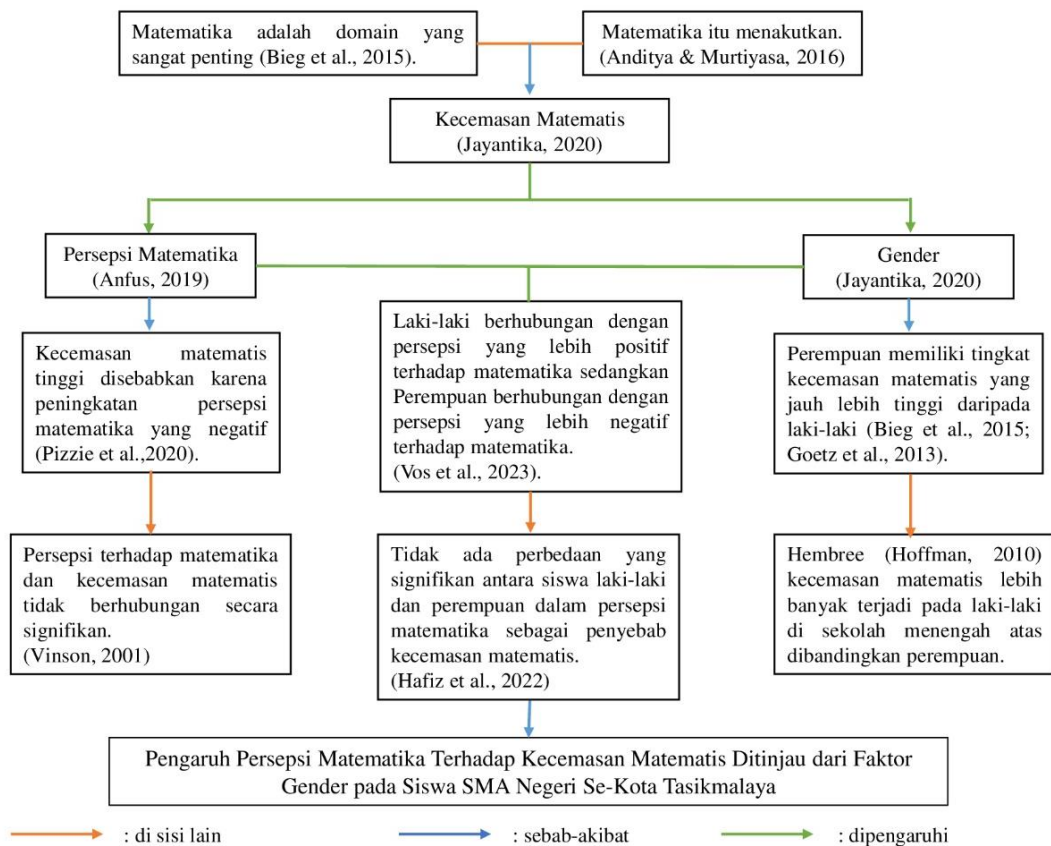 Matematika adalah domain yang
sangat penting (Bieg et al., 2015).
Matematika itu menakutkan.
(Anditya & Murtiyasa, 2016)
Kecemasan Matematis
(Jayantika, 2020)
Persepsi Matematika
(Anfus, 2019)
Gender
(Jayantika, 2020)
Kecemasan matematis
tinggi disebabkan karena
peningkatan persepsi
matematika yang negatif
(Pizzie et al.,2020).
Laki-laki berhubungan dengan
persepsi yang lebih positif
terhadap matematika sedangkan
Perempuan berhubungan dengan
persepsi yang lebih negatif
terhadap matematika.
(Vos et al., 2023).
Perempuan memiliki tingkat
kecemasan matematis yang
jauh lebih tinggi daripada
laki-laki (Bieg et al., 2015;
Goetz et al., 2013).
Persepsi terhadap matematika
dan kecemasan matematis
tidak berhubungan secara
signifikan.
(Vinson, 2001)
Tidak ada perbedaan yang
signifikan antara siswa laki-laki
dan perempuan dalam persepsi
matematika sebagai penyebab
kecemasan matematis.
(Hafiz et al., 2022)
Hembree (Hoffman, 2010)
kecemasan matematis lebih
banyak terjadi pada laki-laki
di sekolah menengah atas
dibandingkan perempuan.
Pengaruh Persepsi Matematika Terhadap Kecemasan Matematis Ditinjau dari Faktor
Gender pada Siswa SMA Negeri Se-Kota Tasikmalaya
: di sisi lain
: sebab-akibat
: dipengaruhi